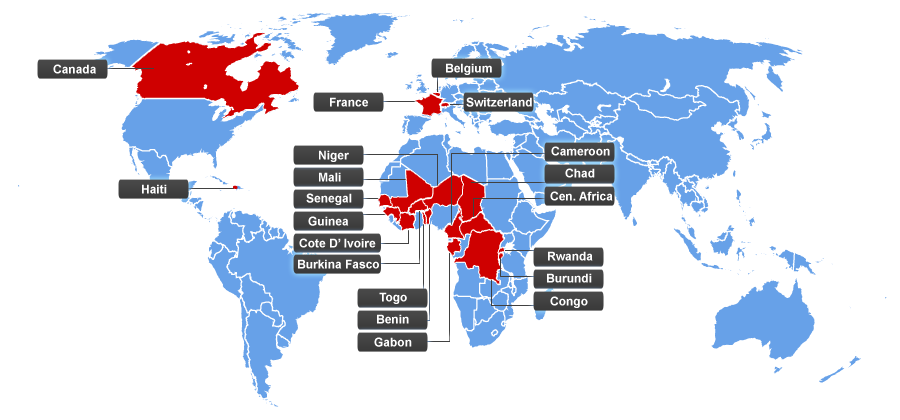 Canada
Belgium
France
Switzerland
Niger
Cameroon
Mali
Chad
Haiti
Senegal
Cen. Africa
Guinea
Cote D' Ivoire
Burkina Fasco
Rwanda
Burundi
Togo
Congo
Benin
Gabon